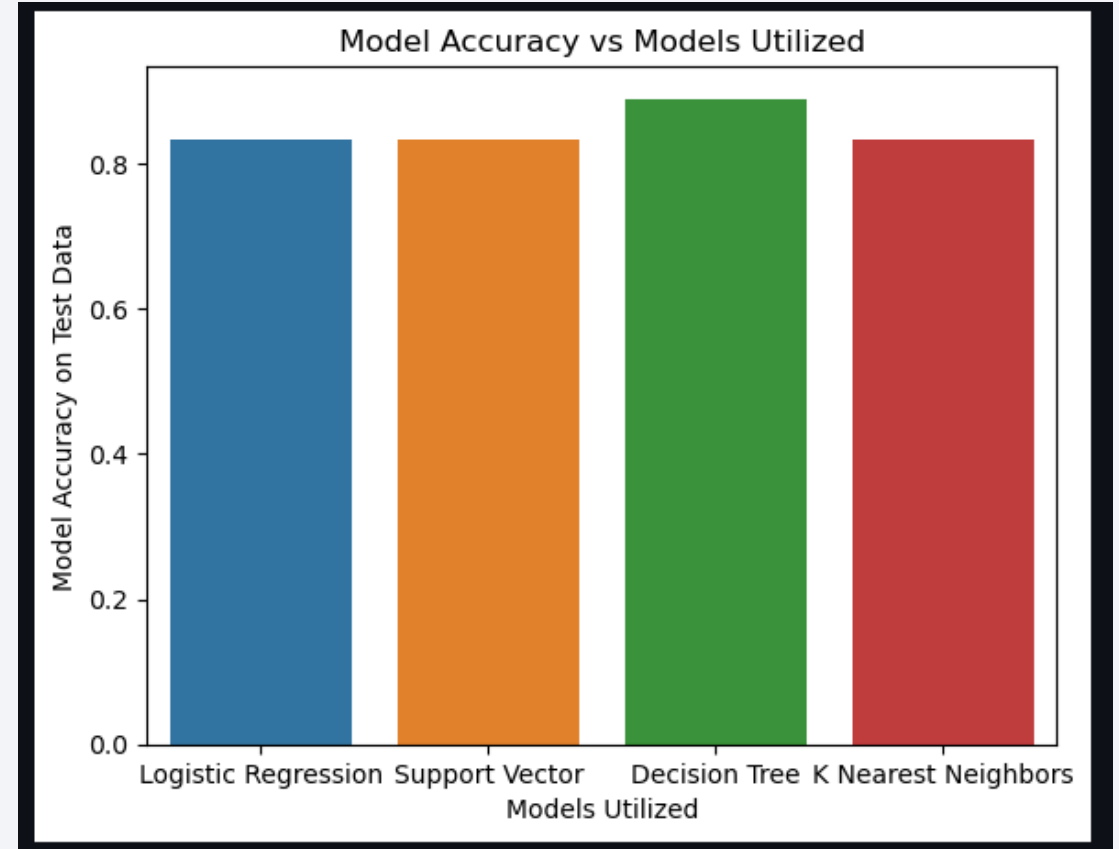 Model Accuracy vs Models Utilized
Model Accuracy on Test Data
0.8
0.6
0.4
0.2
0.0
Logistic Regression Support Vector Decision Tree K Nearest Neighbors
Models Utilized